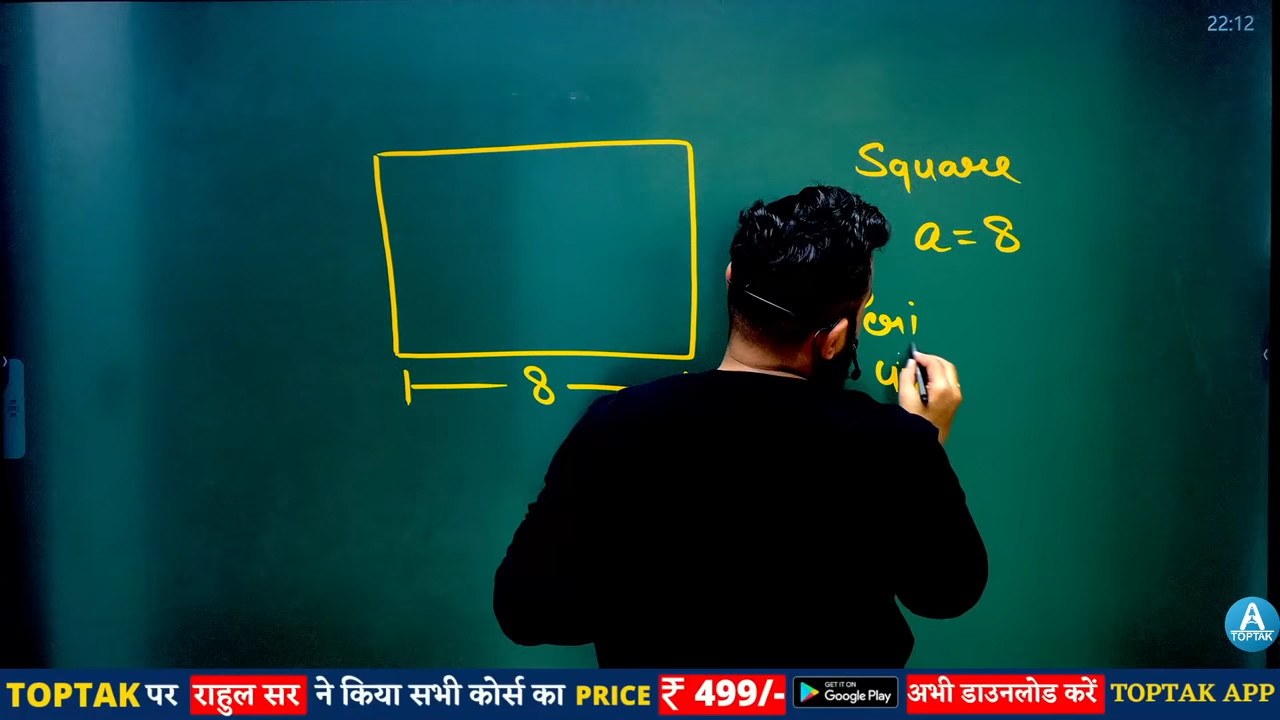 22:12
Square
a=8
8
TOPTAK
TOPTAK पर राहुल सर ने किया सभी कोर्स का PRICE ₹ 499/- GET IT ON Google Play अभी डाउनलोड करें TOPTAK APP